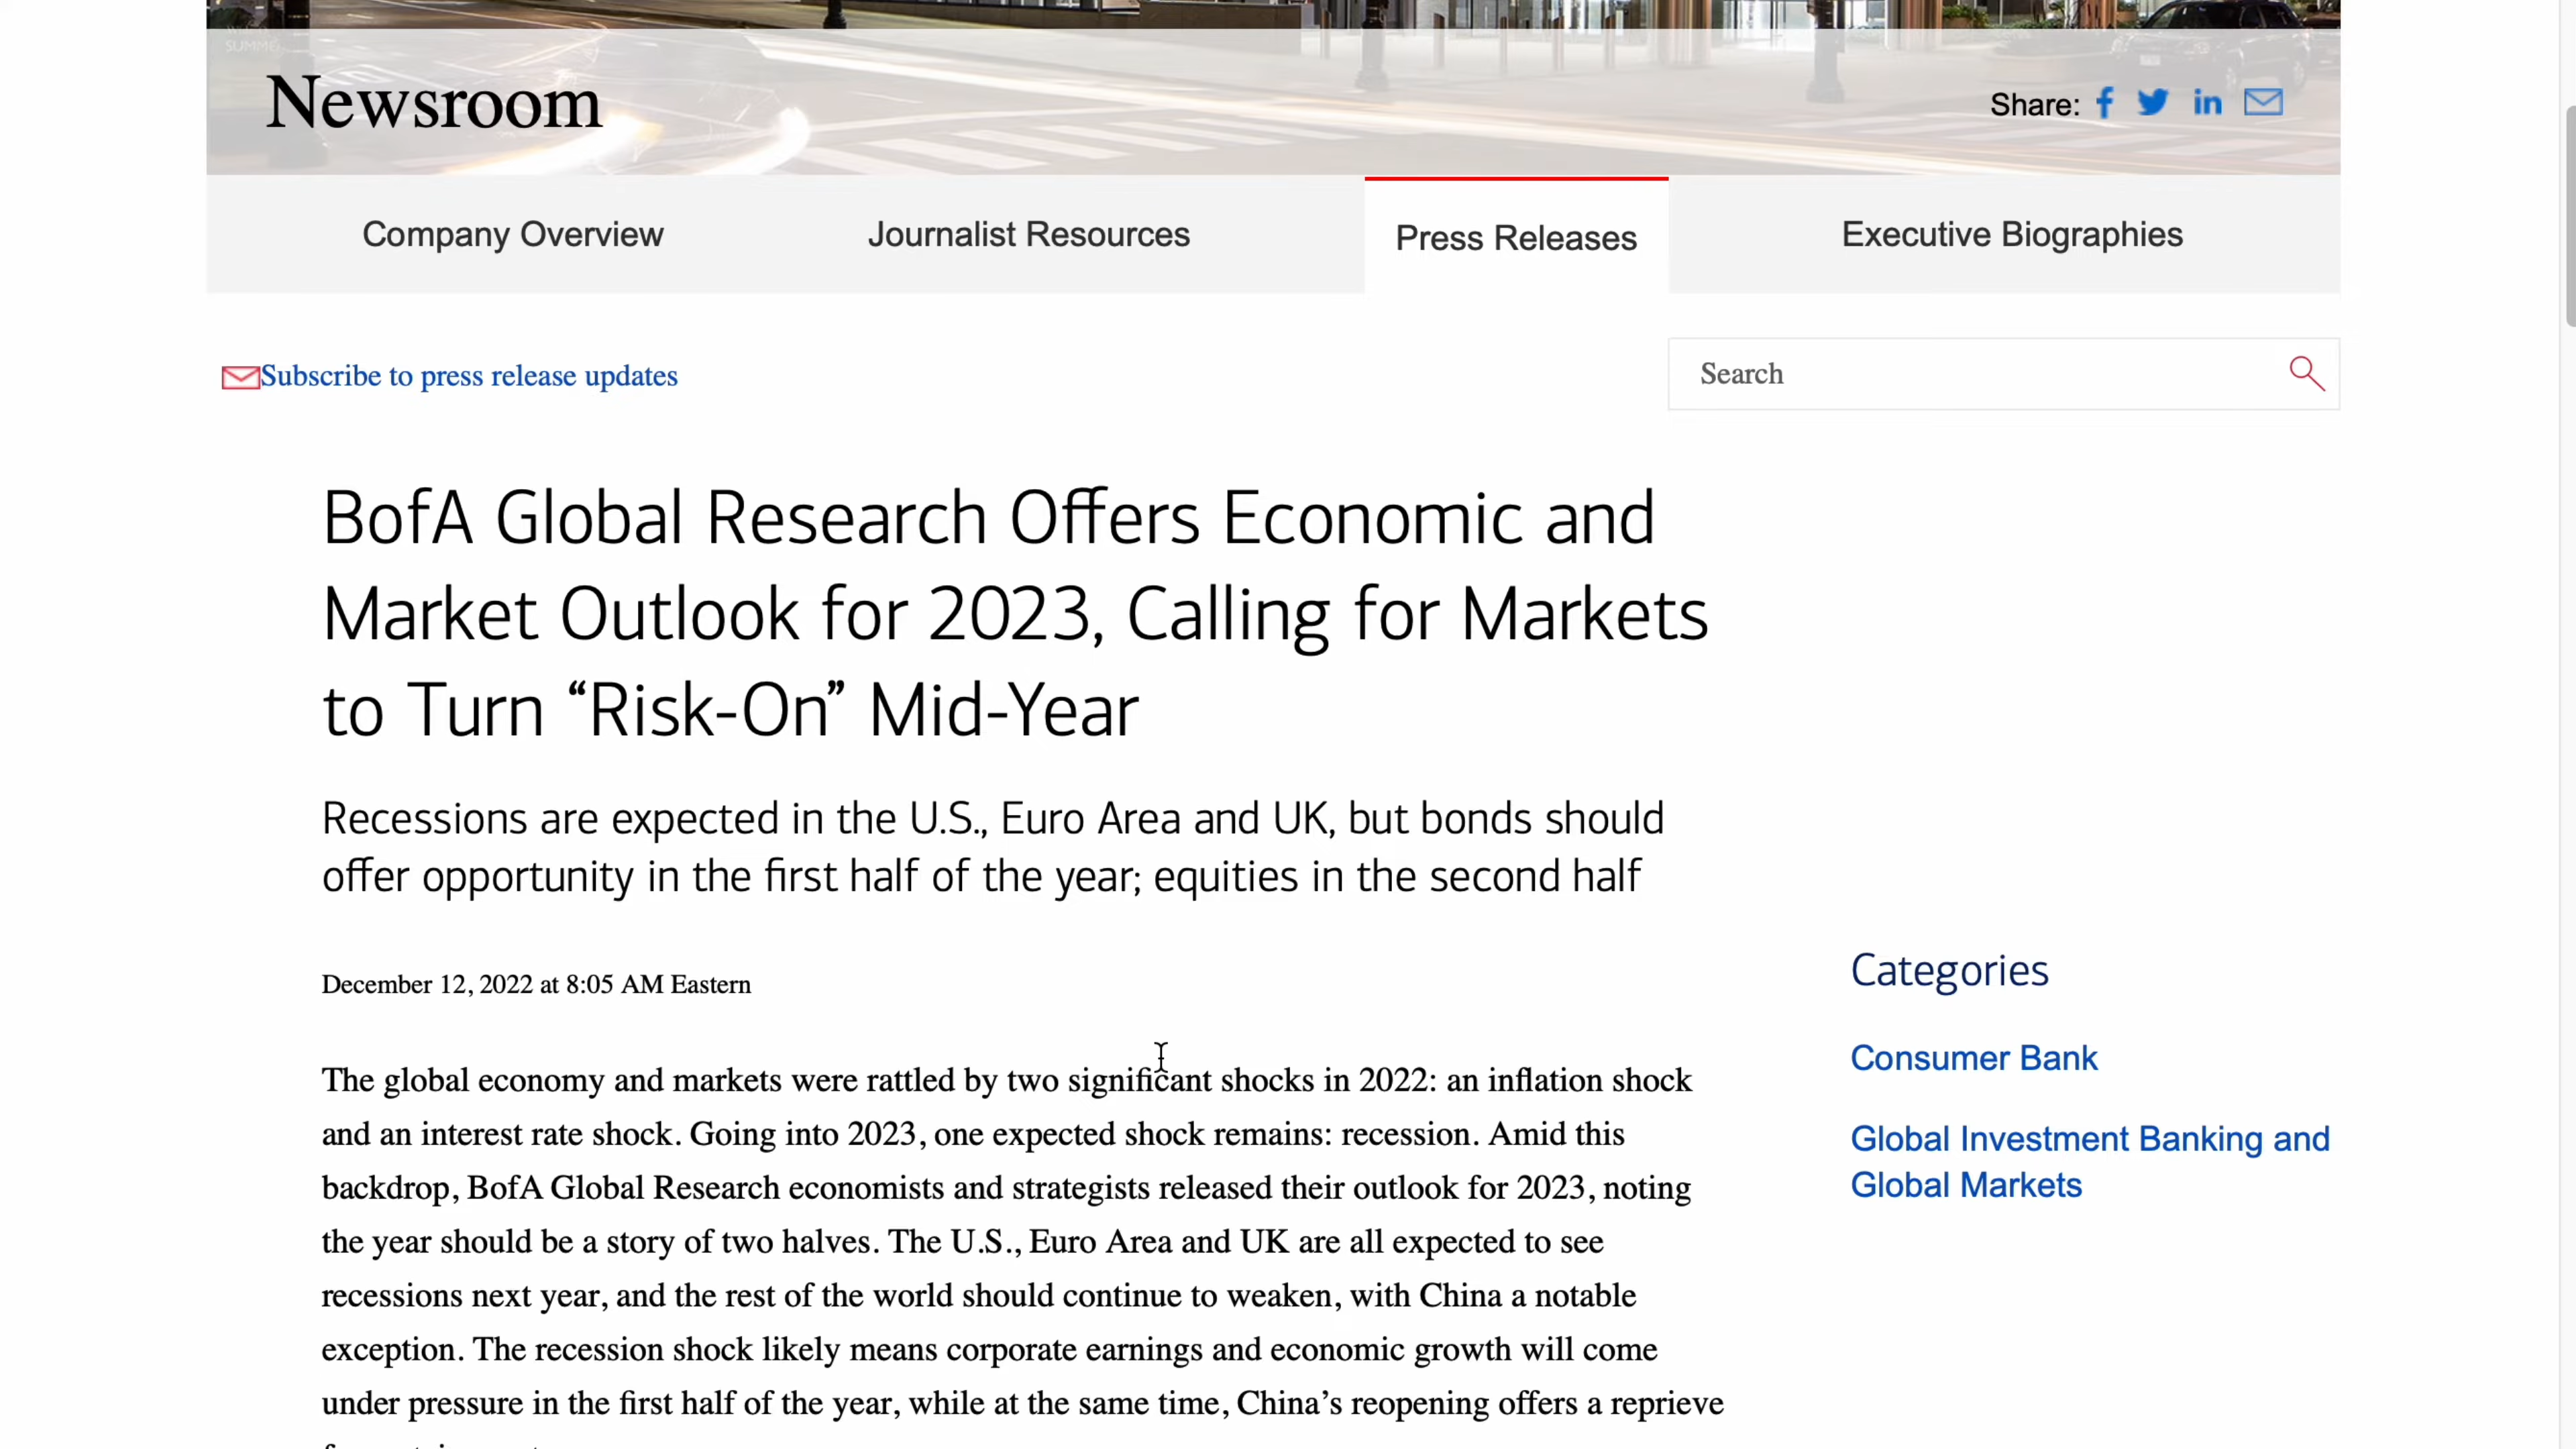 Newsroom
Share:
Company Overview
Journalist Resources
Press Releases
Executive Biographies
Subscribe to press release updates
Search
BofA Global Research Offers Economic and
Market Outlook for 2023, Calling for Markets
to Turn “Risk-On” Mid-Year
Recessions are expected in the U.S., Euro Area and UK, but bonds should
offer opportunity in the first half of the year; equities in the second half
December 12, 2022 at 8:05 AM Eastern
The global economy and markets were rattled by two significant shocks in 2022: an inflation shock
and an interest rate shock. Going into 2023, one expected shock remains: recession. Amid this
backdrop, BofA Global Research economists and strategists released their outlook for 2023, noting
the year should be a story of two halves. The U.S., Euro Area and UK are all expected to see
recessions next year, and the rest of the world should continue to weaken, with China a notable
exception. The recession shock likely means corporate earnings and economic growth will come
under pressure in the first half of the year, while at the same time, China’s reopening offers a reprieve
Categories
Consumer Bank
Global Investment Banking and
Global Markets